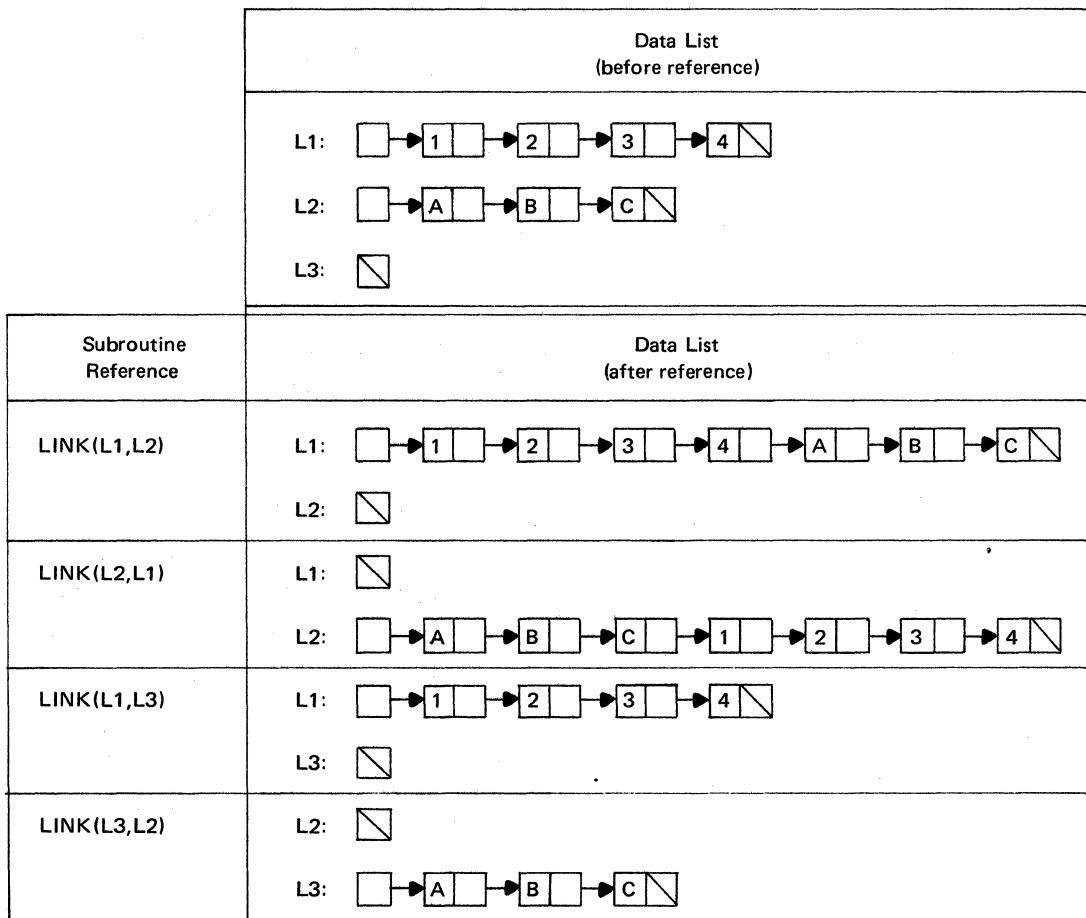 Data List
(before reference)
L1: 1 2 3 4
L2: A B C
L3:
Subroutine
Reference
Data List
(after reference)
LINK(L1,L2)
L1: 1 2 3 4 A B C
L2:
LINK(L2,L1)
L1:
L2: A B C 1 2 3 4
LINK(L1,L3)
L1: 1 2 3 4
L3:
LINK(L3,L2)
L2:
L3: A B C